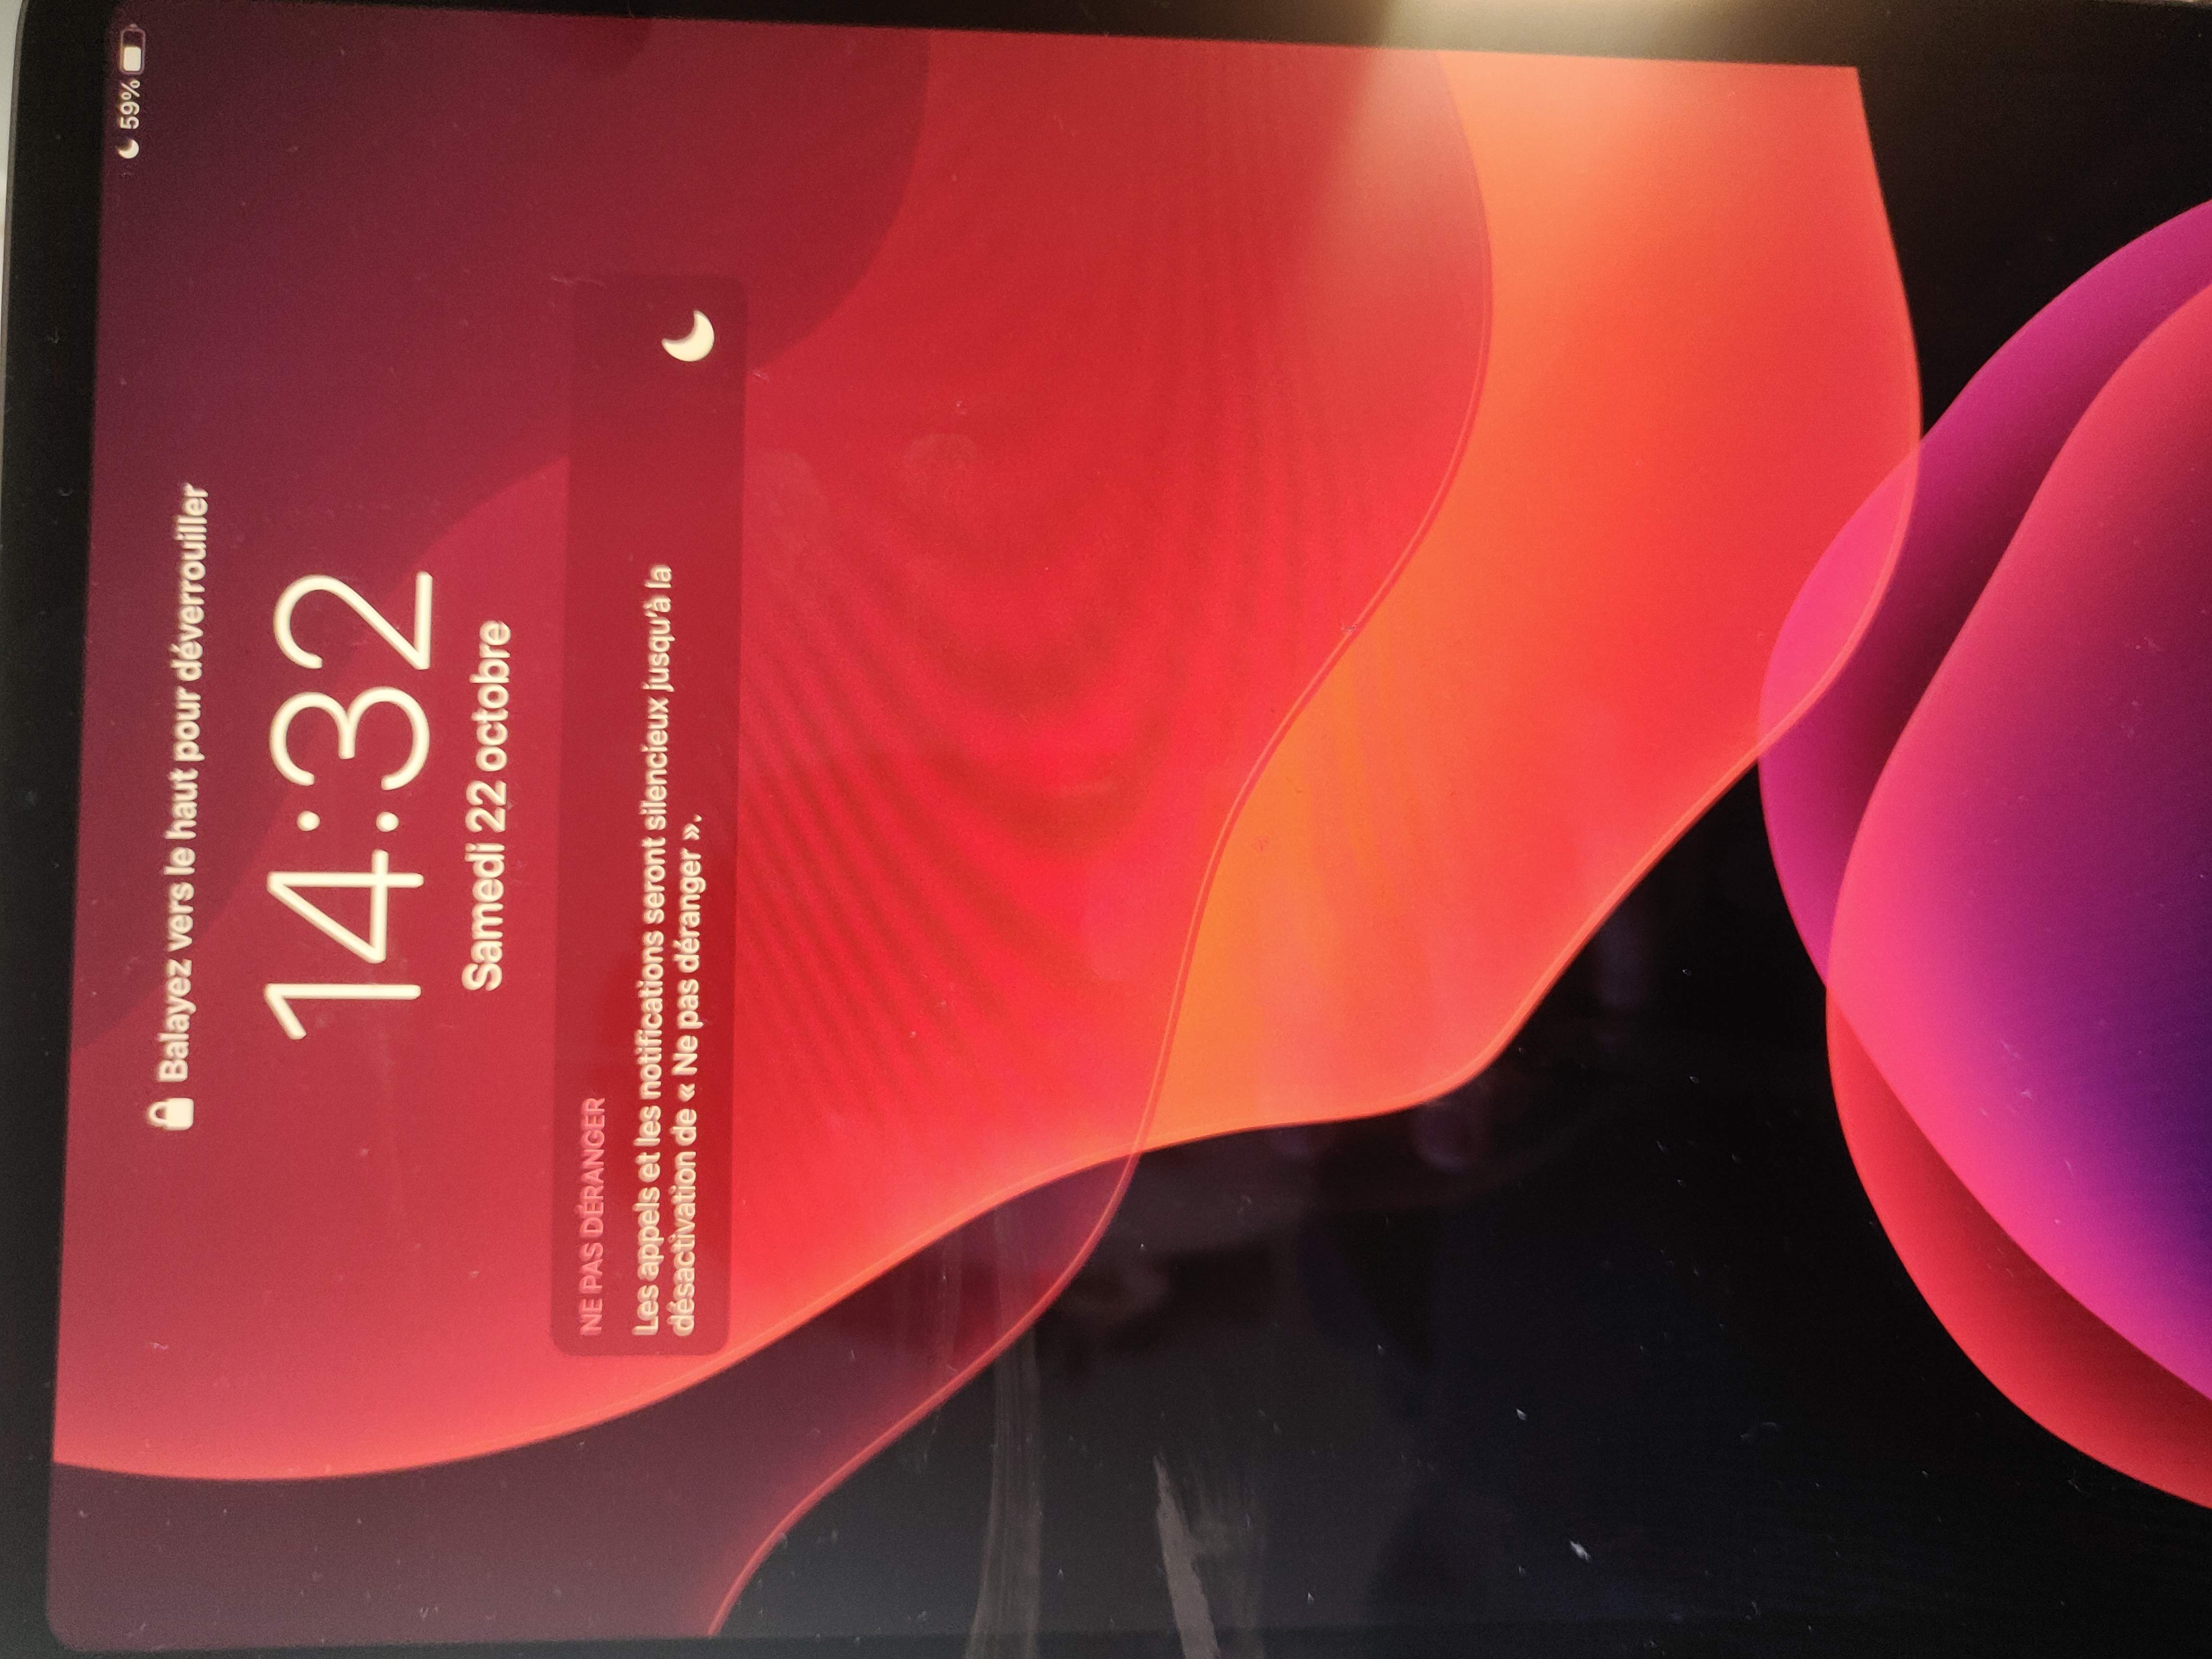 59%
Balayez vers le haut pour déverrouiller
14:32
Samedi 22 octobre
NE PAS DÉRANGER
Les appels et les notifications seront silencieux jusqu'à la
désactivation de « Ne pas déranger ».